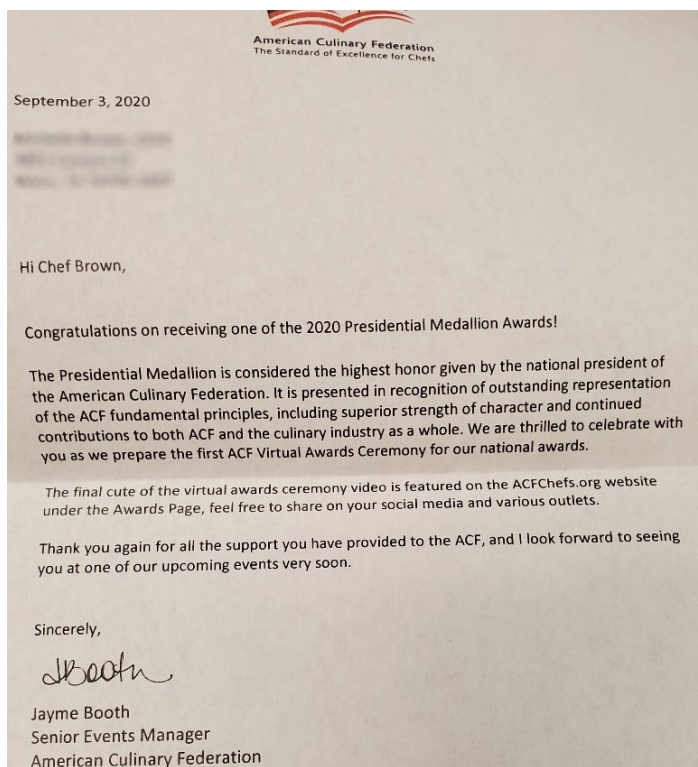 American Culinary Federation
The Standard of Excellence for Chefs
September 3, 2020
Hi Chef Brown,
Congratulations on receiving one of the 2020 Presidential Medallion Awards!
The Presidential Medallion is considered the highest honor given by the national president of
the American Culinary Federation. It is presented in recognition of outstanding representation
of the ACF fundamental principles, including superior strength of character and continued
contributions to both ACF and the culinary industry as a whole. We are thrilled to celebrate with
you as we prepare the first ACF Virtual Awards Ceremony for our national awards.
The final cute of the virtual awards ceremony video is featured on the ACFChefs.org website
under the Awards Page, feel free to share on your social media and various outlets.
Thank you again for all the support you have provided to the ACF, and I look forward to seeing
you at one of our upcoming events very soon.
Sincerely,
JBooth
Jayme Booth
Senior Events Manager
American Culinary Federation